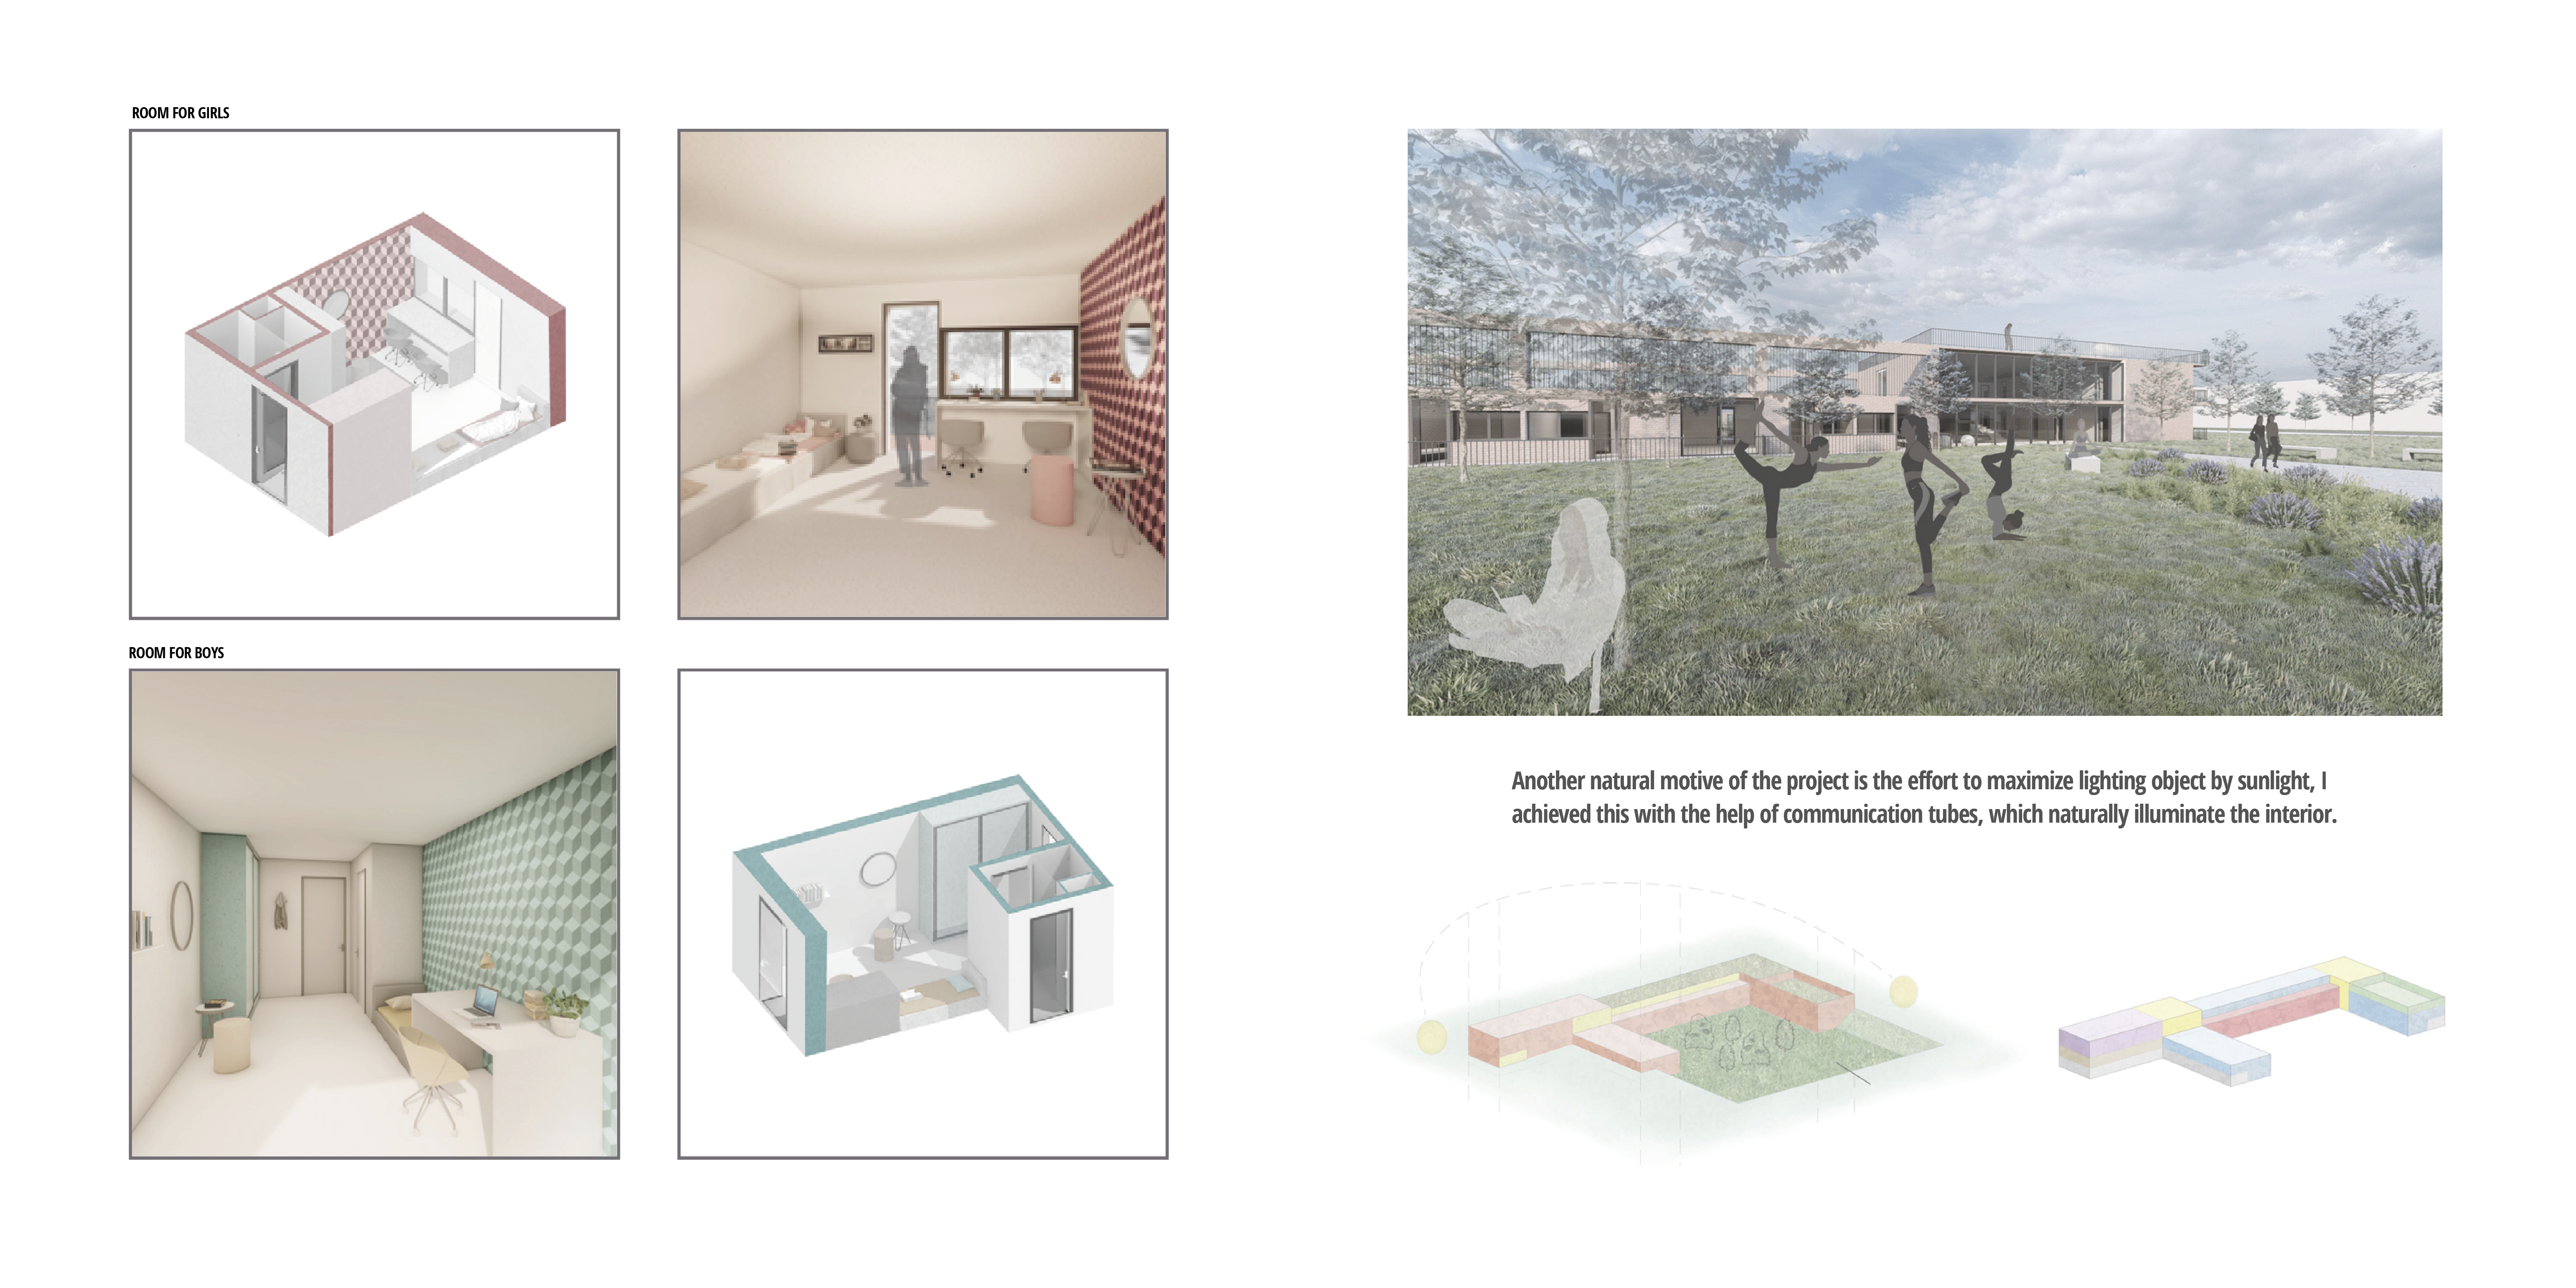 ROOM FOR GIRLS
ROOM FOR BOYS
Another natural motive of the project is the effort to maximize lighting object by sunlight, I
achieved this with the help of communication tubes, which naturally illuminate the interior.